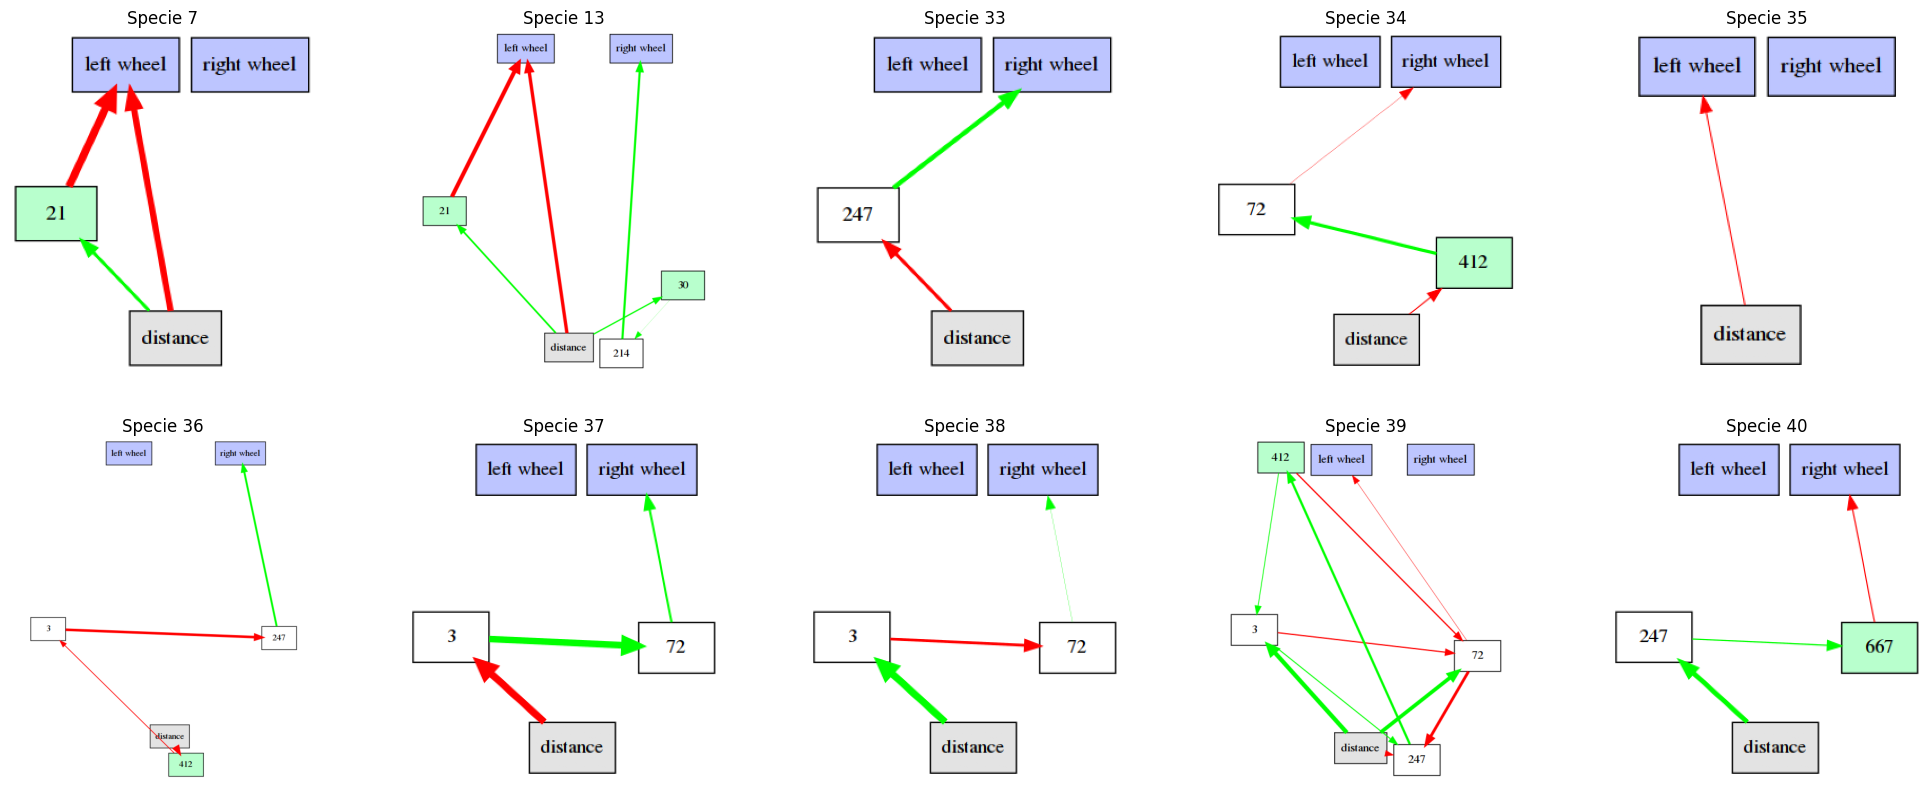 Specie 7
left wheel
right wheel
21
distance
Specie 13
left wheel
right wheel
21
30
distance
214
Specie 33
left wheel
right wheel
247
distance
Specie 34
left wheel
right wheel
72
412
distance
Specie 35
left wheel
right wheel
distance
Specie 36
left wheel
right wheel
3
247
distance
412
Specie 37
left wheel
right wheel
3
72
distance
Specie 38
left wheel
right wheel
3
72
distance
Specie 39
412
left wheel
right wheel
3
72
distance
247
Specie 40
left wheel
right wheel
247
667
distance